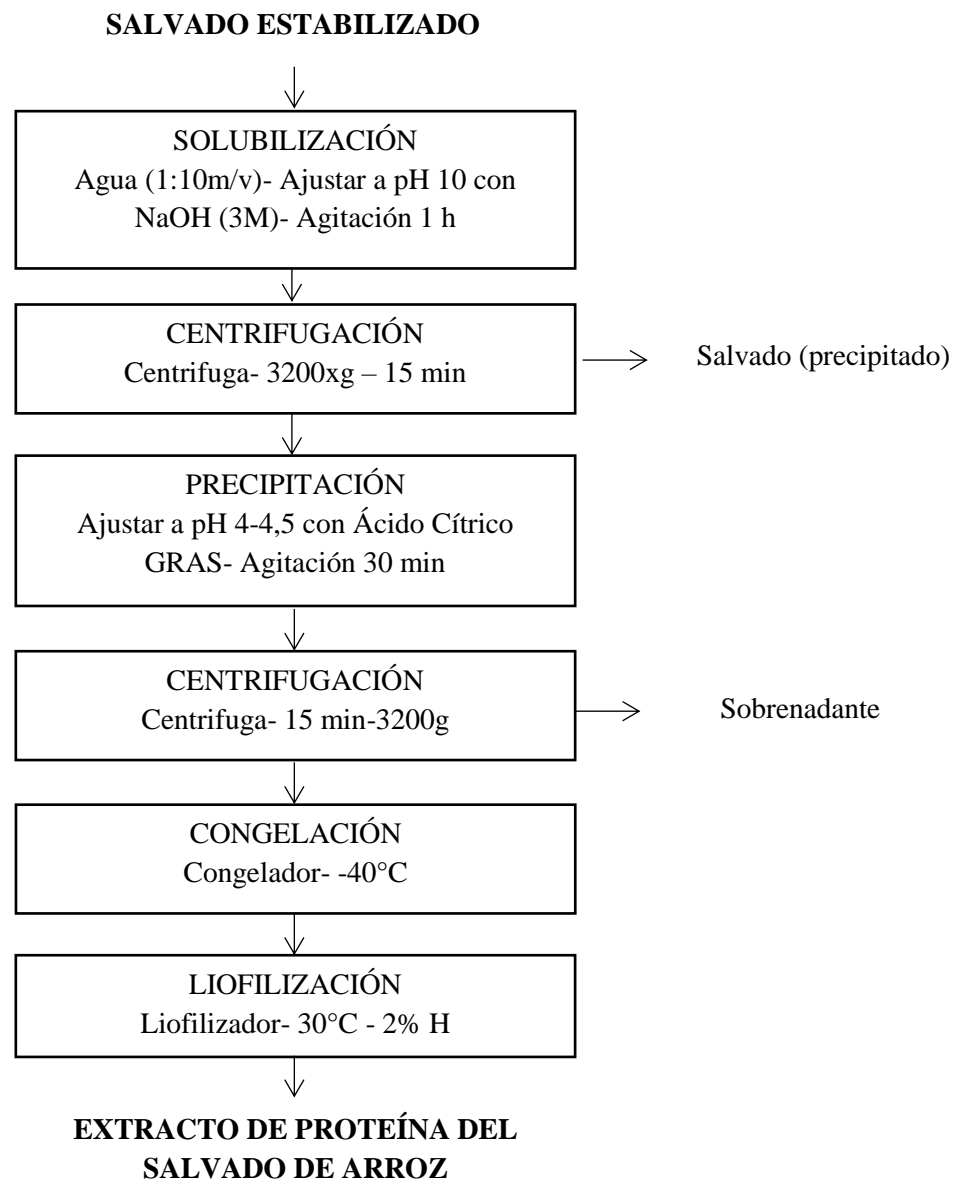 SALVADO ESTABILIZADO
SOLUBILIZACIÓN
Agua (1:10m/v)- Ajustar a pH 10 con
NaOH (3M)- Agitación 1 h
CENTRIFUGACIÓN
Centrifuga- 3200xg – 15 min
Salvado (precipitado)
PRECIPITACIÓN
Ajustar a pH 4-4,5 con Ácido Cítrico
GRAS- Agitación 30 min
CENTRIFUGACIÓN
Centrifuga- 15 min-3200g
Sobrenadante
CONGELACIÓN
Congelador- -40°C
LIOFILIZACIÓN
Liofilizador- 30°C - 2% H
EXTRACTO DE PROTEÍNA DEL
SALVADO DE ARROZ